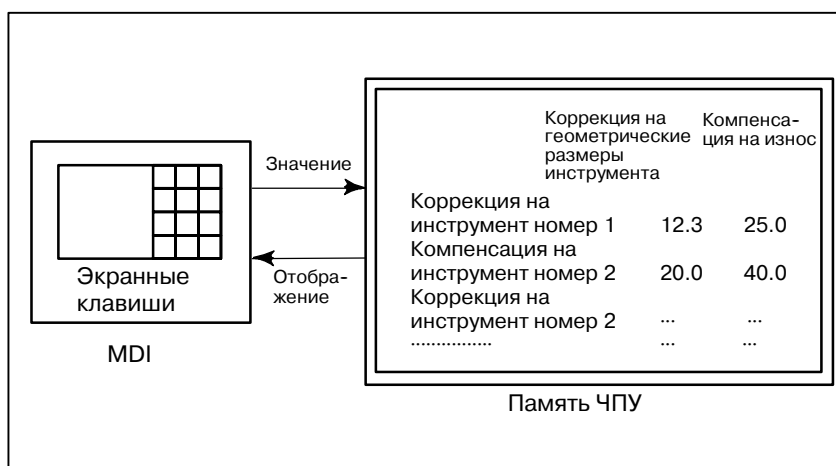 Коррекция на
геометрические
размеры
инструмента
Компенса-
ция на износ
Значение
Отобра-
жение
Экранные
клавиши
MDI
Коррекция на
инструмент номер 1 12.3 25.0
Компенсация на
инструмент номер 2 20.0 40.0
Коррекция на
инструмент номер 2 ... ...
................ ... ...
Память ЧПУ